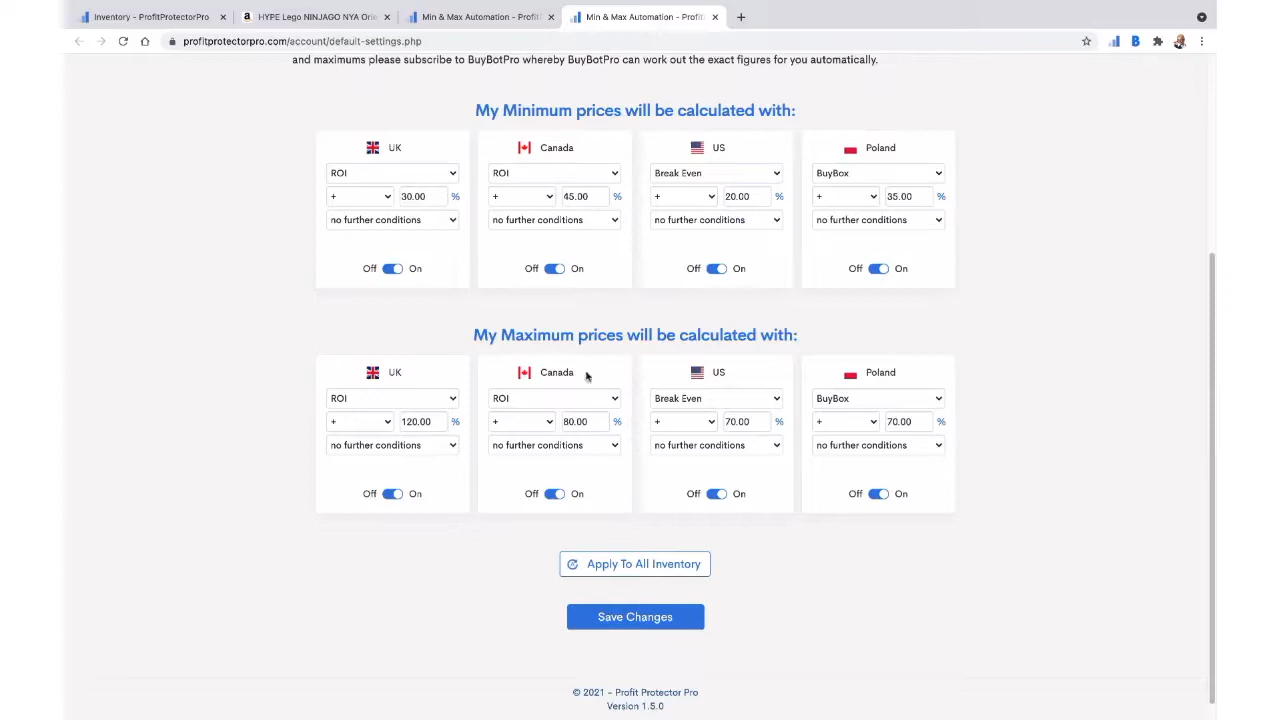 Inventory - ProfitProtectorPro
HYPE Lego NINJAGO NYA Orie
Min & Max Automation - Profit
Min & Max Automation - Profit
profitprotectorpro.com/account/default-settings.php
and maximums please subscribe to BuyBotPro whereby BuyBotPro can work out the exact figures for you automatically.
My Minimum prices will be calculated with:
UK
Canada
US
Poland
ROI
ROI
Break Even
BuyBox
+ 30.00 %
+ 45.00 %
+ 20.00 %
+ 35.00 %
no further conditions
no further conditions
no further conditions
no further conditions
Off On
Off On
Off On
Off On
My Maximum prices will be calculated with:
UK
Canada
US
Poland
ROI
ROI
Break Even
BuyBox
+ 120.00 %
+ 80.00 %
+ 70.00 %
+ 70.00 %
no further conditions
no further conditions
no further conditions
no further conditions
Off On
Off On
Off On
Off On
Apply To All Inventory
Save Changes
© 2021 - Profit Protector Pro
Version 1.5.0